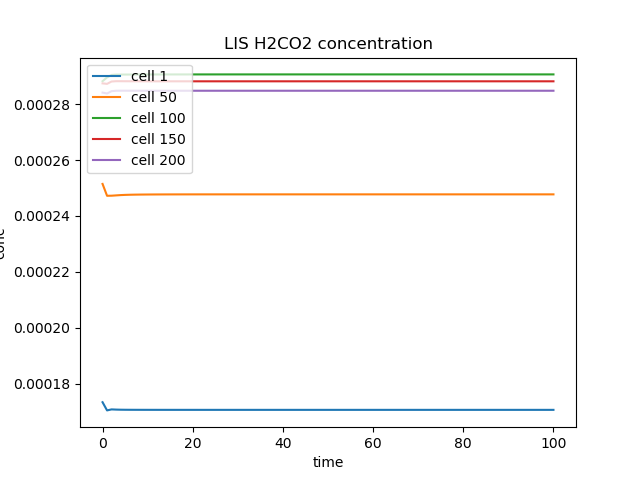 LIS H2CO2 concentration
cell 1
cell 50
cell 100
cell 150
cell 200
0.00028
0.00026
0.00024
0.00022
0.00020
0.00018
conc
0 20 40 60 80 100
time